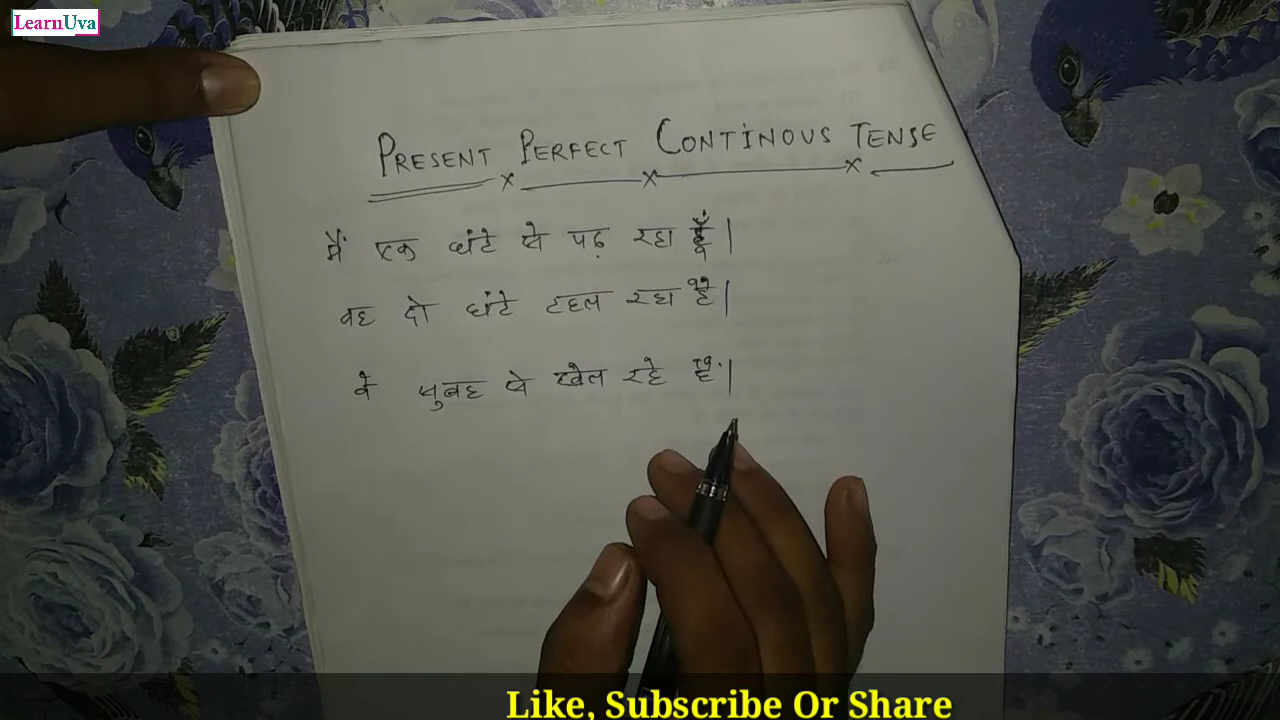 LearnUva
PRESENT PERFECT CONTINOUS TENSE
मैं एक घंटे से पढ़ रहा हूँ।
वह दो घंटे टहल रहा है।
वे सुबह से खेल रहे हैं।
Like, Subscribe Or Share